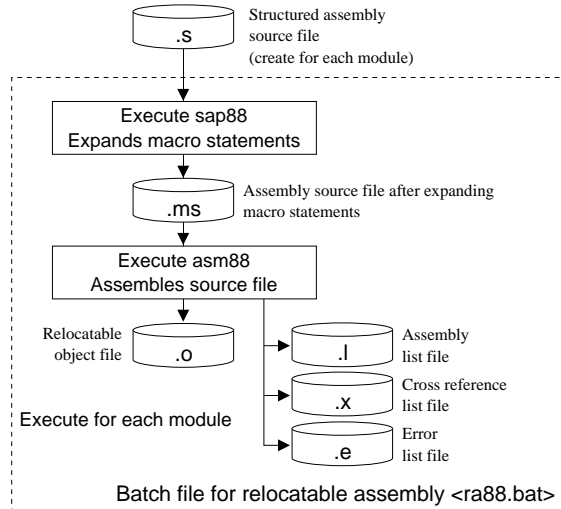 .s
Structured assembly
source file
(create for each module)
Execute sap88
Expands macro statements
.ms
Assembly source file after expanding
macro statements
Execute asm88
Assembles source file
Relocatable
object file
.o
.l
Assembly
list file
.x
Cross reference
list file
Execute for each module
.e
Error
list file
Batch file for relocatable assembly <ra88.bat>